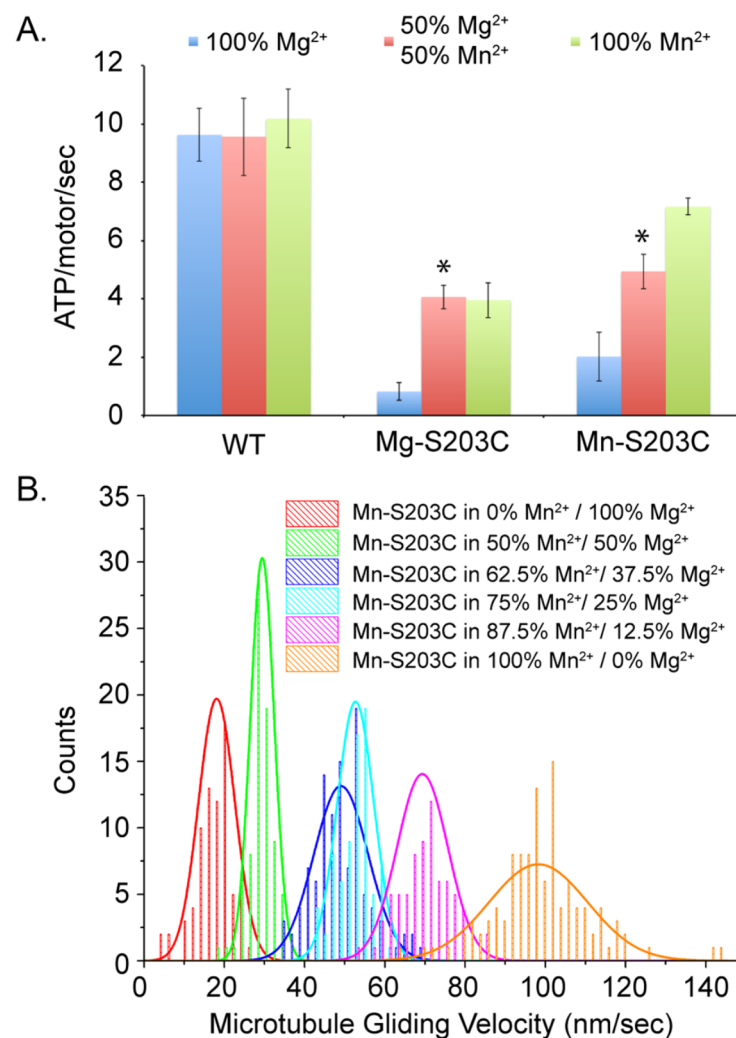 A.
100% Mg²⁺
50% Mg²⁺
50% Mn²⁺
100% Mn²⁺
12
10
8
6
4
2
0
ATP/motor/sec
*
*
WT
Mg-S203C
Mn-S203C
B.
35
30
25
20
15
10
5
0
Counts
Mn-S203C in 0% Mn²⁺ / 100% Mg²⁺
Mn-S203C in 50% Mn²⁺/ 50% Mg²⁺
Mn-S203C in 62.5% Mn²⁺/ 37.5% Mg²⁺
Mn-S203C in 75% Mn²⁺/ 25% Mg²⁺
Mn-S203C in 87.5% Mn²⁺/ 12.5% Mg²⁺
Mn-S203C in 100% Mn²⁺ / 0% Mg²⁺
0 20 40 60 80 100 120 140
Microtubule Gliding Velocity (nm/sec)